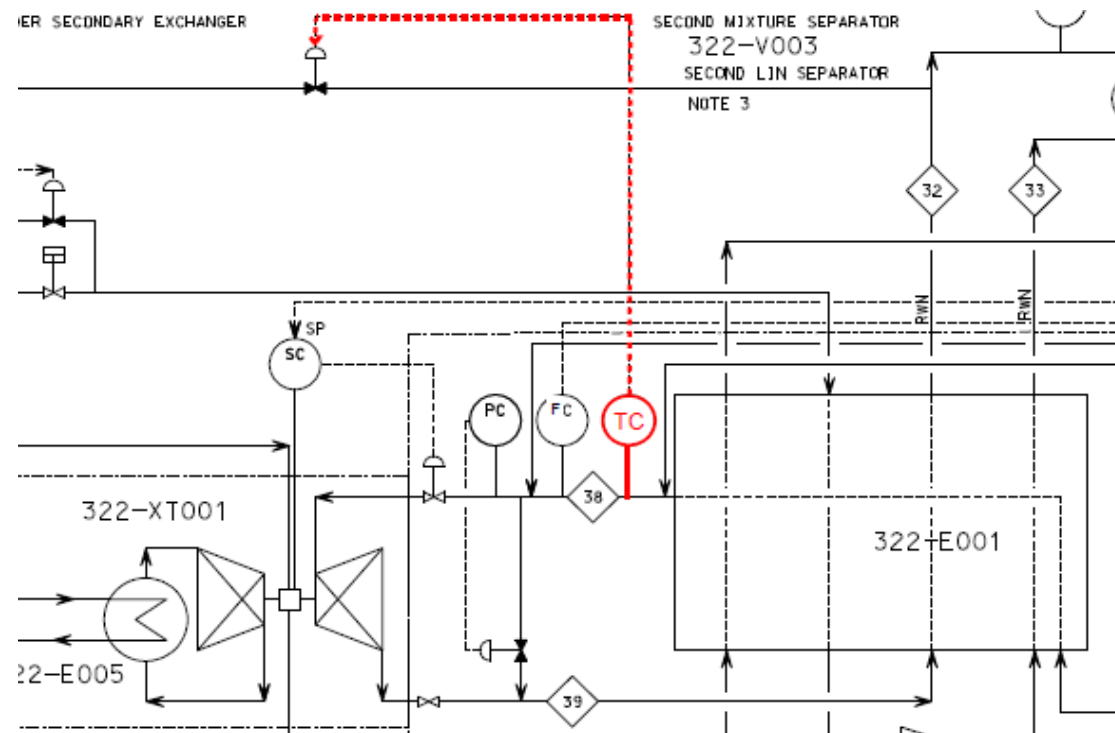 DER SECONDARY EXCHANGER
SECOND MIXTURE SEPARATOR
322-V003
SECOND LIN SEPARATOR
NOTE 3
32
33
RWN
RWN
SP
SC
PC
FC
TC
38
322-XT001
322-E001
22-E005
39